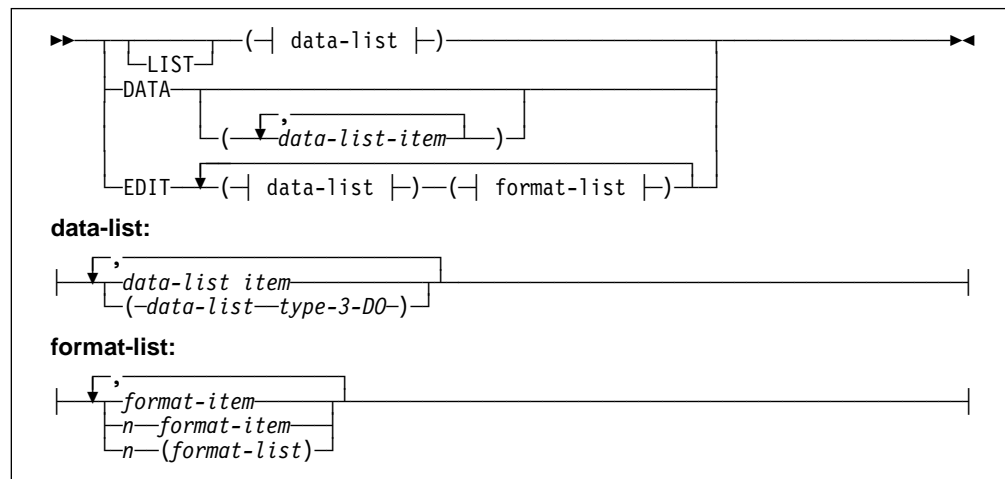 ( data-list )
LIST
DATA
,
( data-list-item )
EDIT ( data-list ) ( format-list )
data-list:
,
data-list item
( data-list type-3-DO )
format-list:
,
format-item
n format-item
n (format-list)